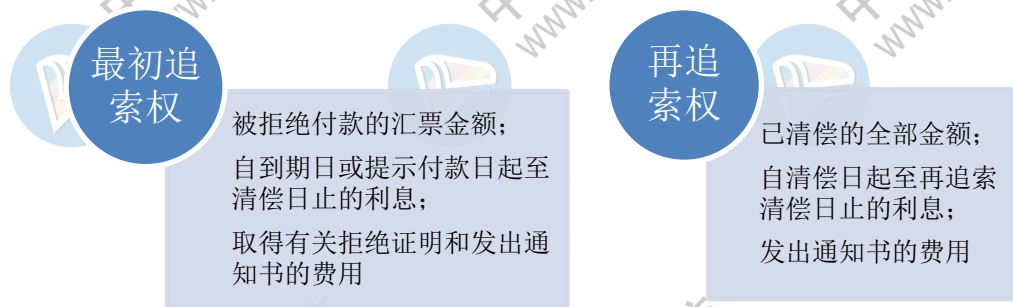 最初追
索权
被拒绝付款的汇票金额；
自到期日或提示付款日起至
清偿日止的利息；
取得有关拒绝证明和发出通
知书的费用
再追
索权
已清偿的全部金额；
自清偿日起至再追索
清偿日止的利息；
发出通知书的费用